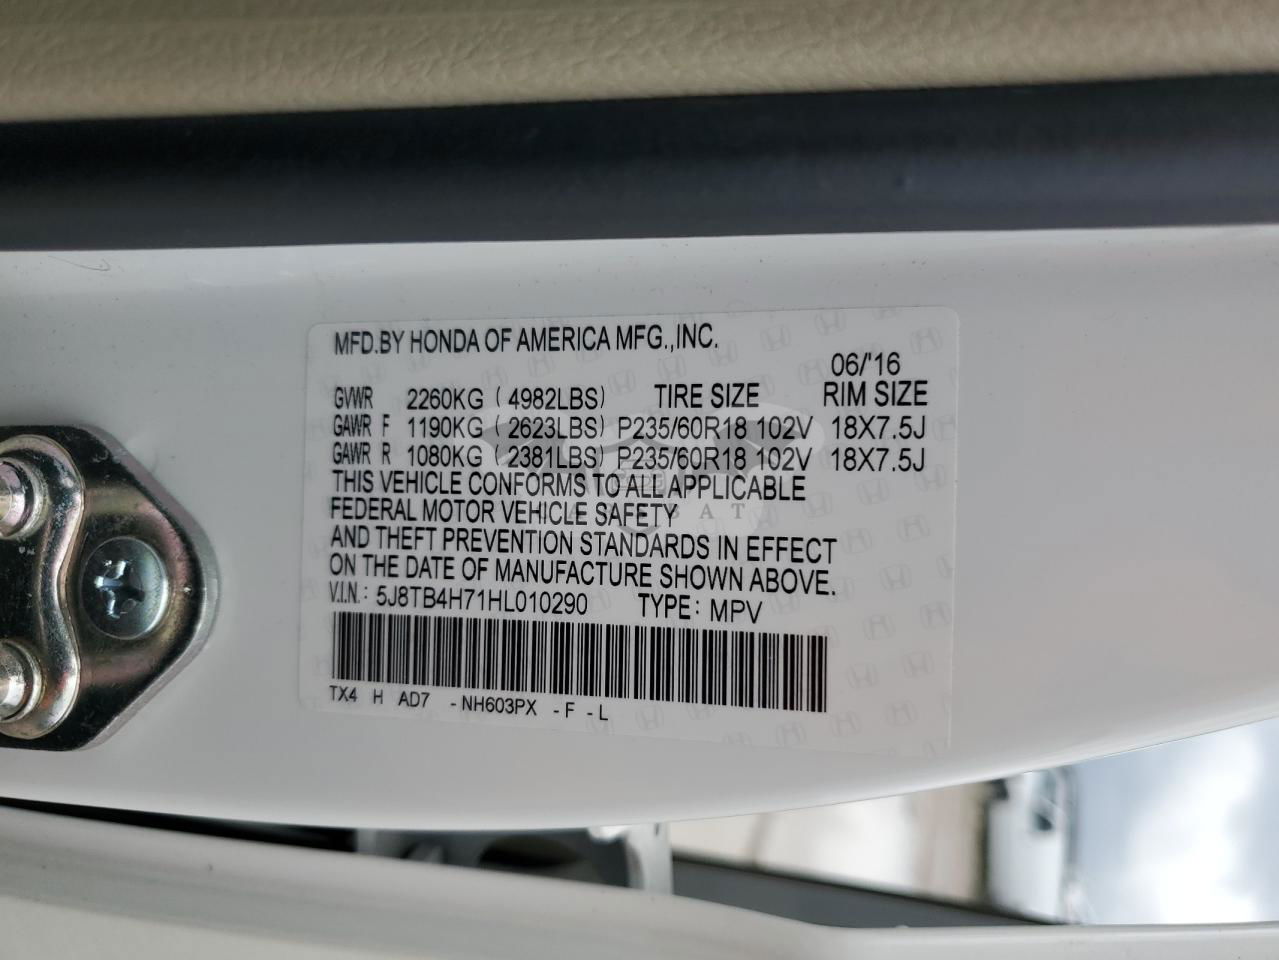 MFD.BY HONDA OF AMERICA MFG.,INC.
06/'16
GVWR 2260KG (4982LBS) TIRE SIZE RIM SIZE
GAWR F 1190KG (2623LBS) P235/60R18 102V 18X7.5J
GAWR R 1080KG (2381LBS) P235/60R18 102V 18X7.5J
THIS VEHICLE CONFORMS TO ALL APPLICABLE
FEDERAL MOTOR VEHICLE SAFETY
AND THEFT PREVENTION STANDARDS IN EFFECT
ON THE DATE OF MANUFACTURE SHOWN ABOVE.
V.I.N.: 5J8TB4H71HL010290 TYPE: MPV
TX4 H AD7 -NH603PX -F -L